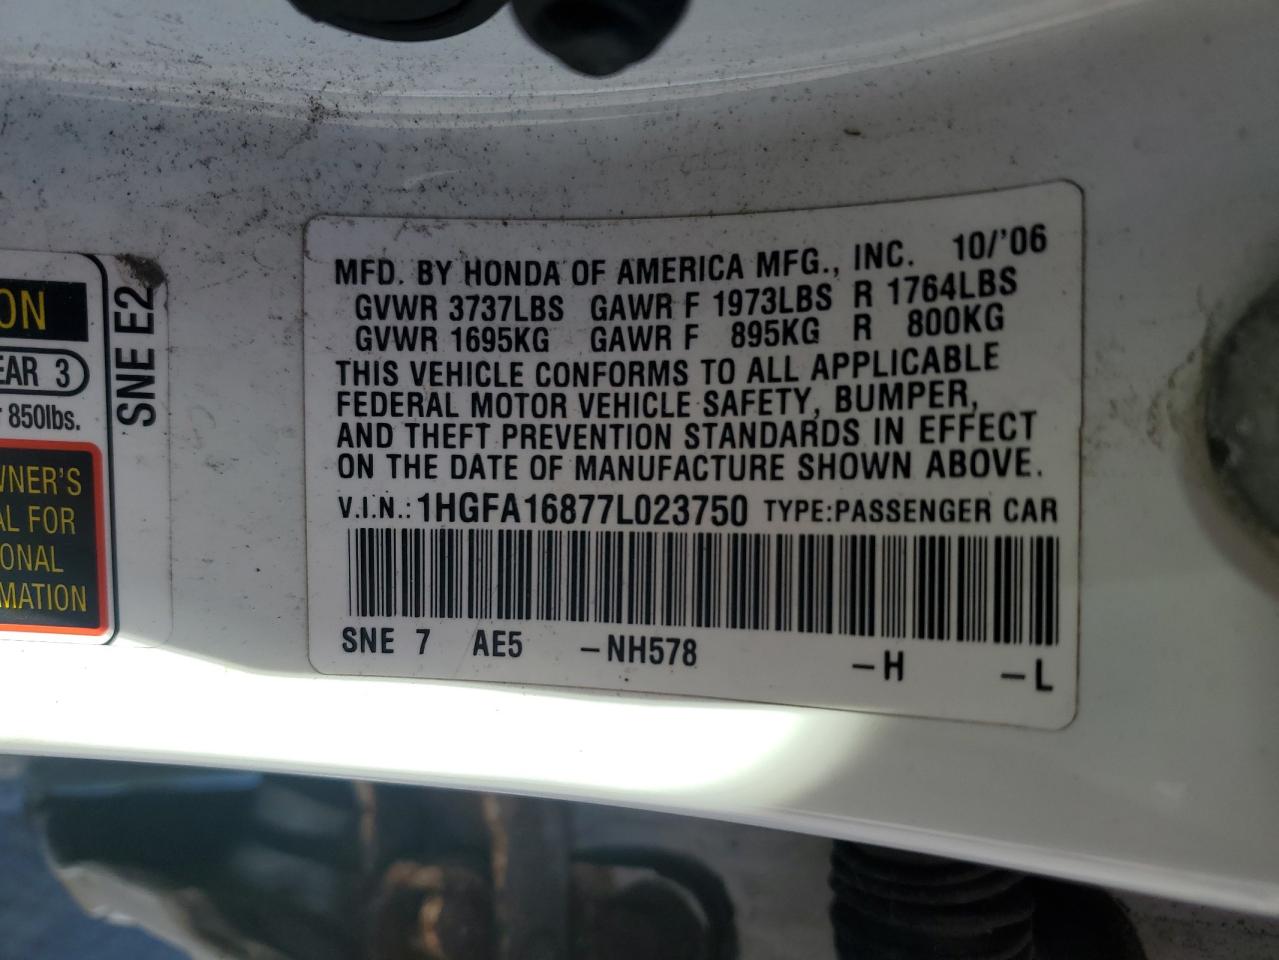 ON
EAR 3
850lbs.
WNER'S
AL FOR
ONAL
MATION
SNE E2
MFD. BY HONDA OF AMERICA MFG., INC. 10/'06
GVWR 3737LBS GAWR F 1973LBS R 1764LBS
GVWR 1695KG GAWR F 895KG R 800KG
THIS VEHICLE CONFORMS TO ALL APPLICABLE
FEDERAL MOTOR VEHICLE SAFETY, BUMPER,
AND THEFT PREVENTION STANDARDS IN EFFECT
ON THE DATE OF MANUFACTURE SHOWN ABOVE.
V.I.N.: 1HGFA16877L023750 TYPE:PASSENGER CAR
SNE 7 AE5 -NH578 -H -L